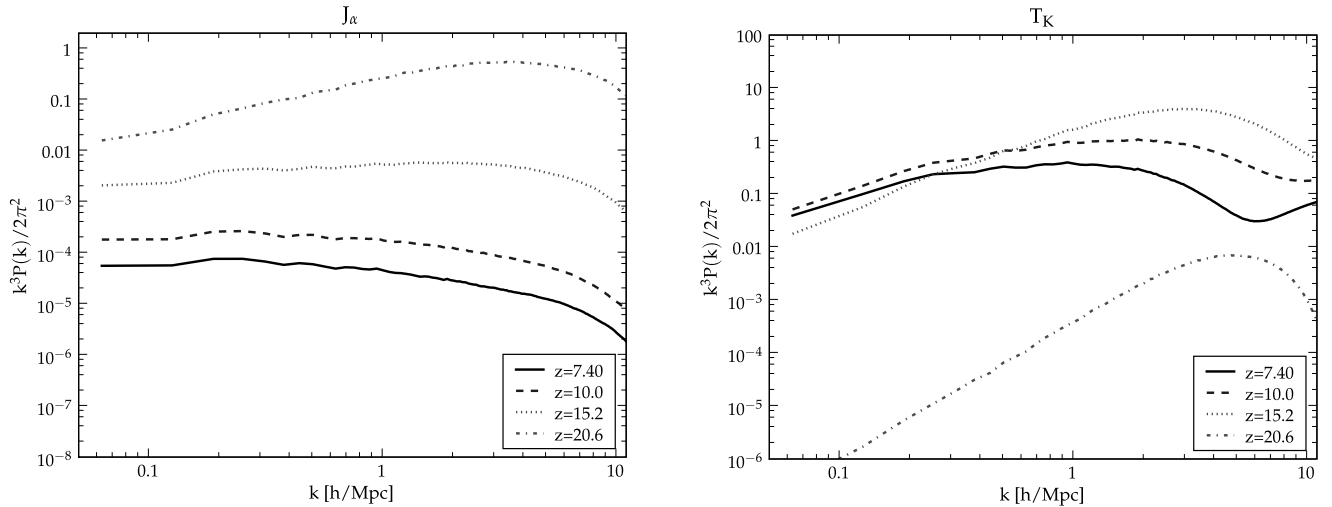 J_α
k³P(k)/2π²
1
0.1
0.01
10⁻³
10⁻⁴
10⁻⁵
10⁻⁶
10⁻⁷
10⁻⁸
0.1 1 10
k [h/Mpc]
z=7.40
z=10.0
z=15.2
z=20.6
T_K
k³P(k)/2π²
100
10
1
0.1
0.01
10⁻³
10⁻⁴
10⁻⁵
10⁻⁶
0.1 1 10
k [h/Mpc]
z=7.40
z=10.0
z=15.2
z=20.6